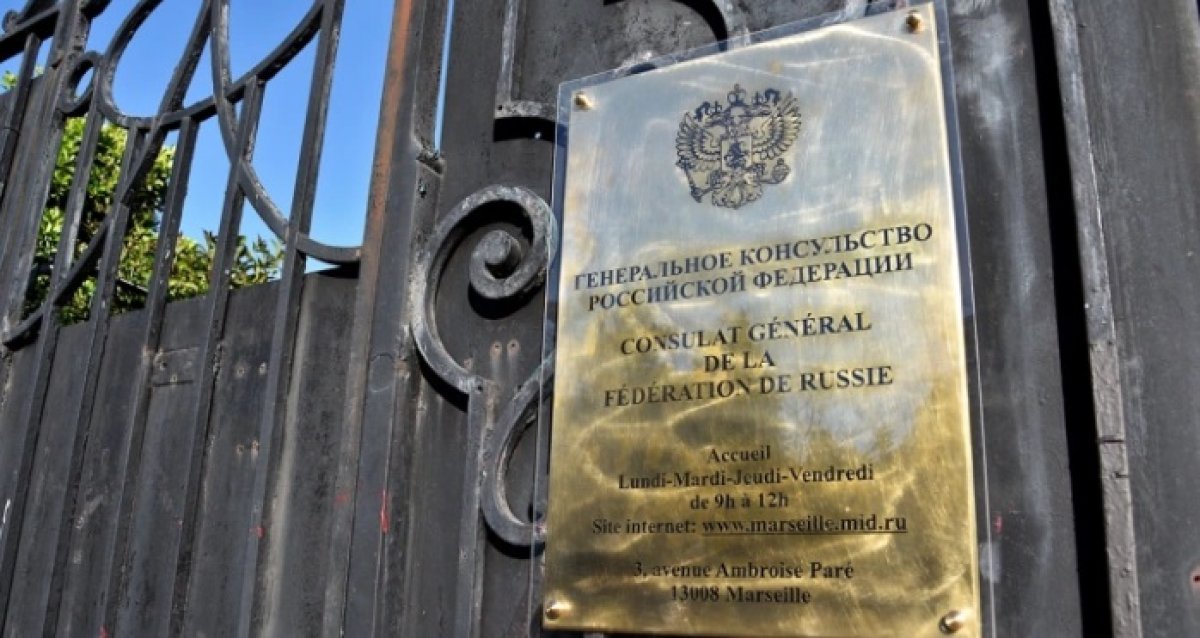 ГЕНЕРАЛЬНОЕ КОНСУЛЬСТВО
РОССИЙСКОЙ ФЕДЕРАЦИИ
CONSULAT GÉNÉRAL
DE LA
FÉDÉRATION DE RUSSIE
Accueil
Lundi-Mardi-Jeudi-Vendredi
de 9h à 12h
Site internet: www.marseille.mid.ru
3, avenue Ambroise Paré
13008 Marseille